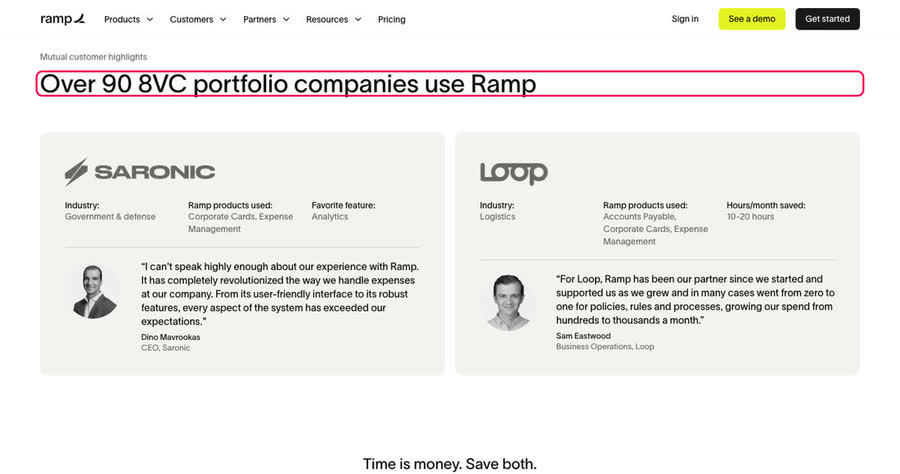 ramp
Products
Customers
Partners
Resources
Pricing
Sign in
See a demo
Get started
Mutual customer highlights
Over 90 8VC portfolio companies use Ramp
SARONIC
Industry:
Government & defense
Ramp products used:
Corporate Cards, Expense
Management
Favorite feature:
Analytics
“I can’t speak highly enough about our experience with Ramp.
It has completely revolutionized the way we handle expenses
at our company. From its user-friendly interface to its robust
features, every aspect of the system has exceeded our
expectations.”
Dino Mavrookas
CEO, Saronic
LOOP
Industry:
Logistics
Ramp products used:
Accounts Payable,
Corporate Cards, Expense
Management
Hours/month saved:
10-20 hours
“For Loop, Ramp has been our partner since we started and
supported us as we grew and in many cases went from zero to
one for policies, rules and processes, growing our spend from
hundreds to thousands a month.”
Sam Eastwood
Business Operations, Loop
Time is money. Save both.